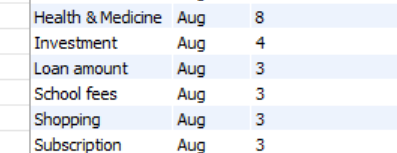 Health & Medicine Aug 8
Investment Aug 4
Loan amount Aug 3
School fees Aug 3
Shopping Aug 3
Subscription Aug 3